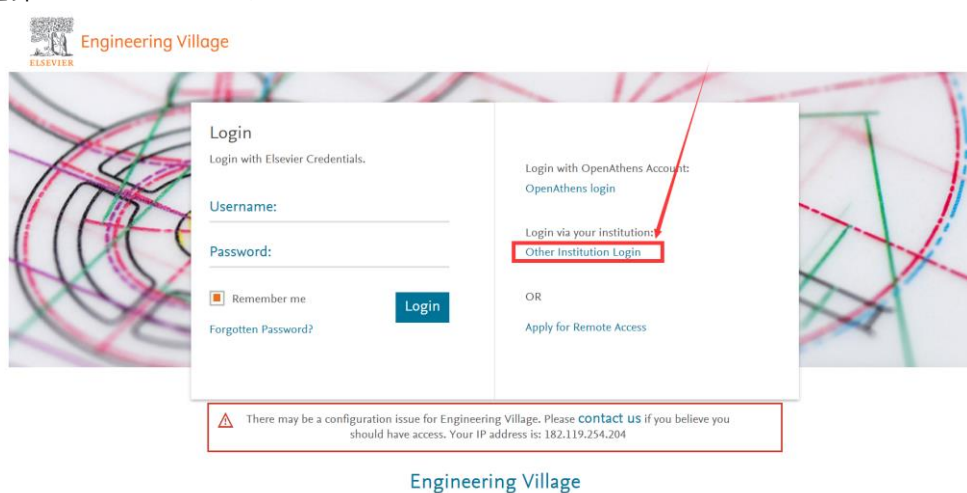 ELSEVIER
Engineering Village
Login
Login with Elsevier Credentials.
Username:
Password:
Remember me
Login
Forgotten Password?
Login with OpenAthens Account:
OpenAthens login
Login via your institution:
Other Institution Login
OR
Apply for Remote Access
There may be a configuration issue for Engineering Village. Please contact us if you believe you
should have access. Your IP address is: 182.119.254.204
Engineering Village